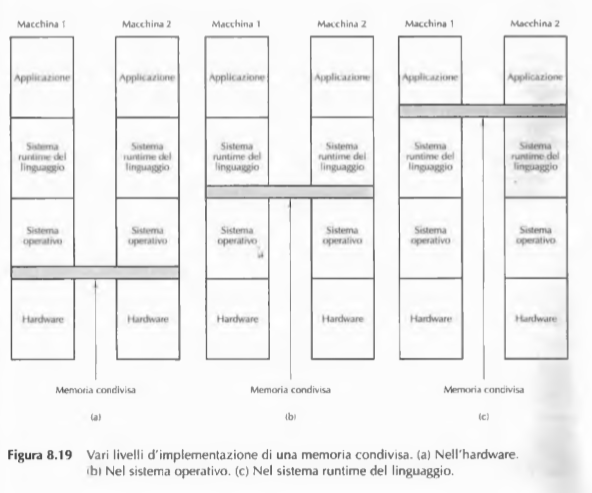 Macchina 1 Macchina 2 Macchina 1 Macchina 2 Macchina 1 Macchina 2
Applicazione Applicazione Applicazione Applicazione Applicazione Applicazione
Sistema Sistema Sistema Sistema Sistema Sistema
runtime del runtime del runtime del runtime del runtime del runtime del
linguaggio linguaggio linguaggio linguaggio linguaggio linguaggio
Sistema Sistema Sistema Sistema Sistema Sistema
operativo operativo operativo operativo operativo operativo
Hardware Hardware Hardware Hardware Hardware Hardware
Memoria condivisa Memoria condivisa Memoria condivisa
(a) (b) (c)
Figura 8.19 Vari livelli d'implementazione di una memoria condivisa. (a) Nell'hardware.
(b) Nel sistema operativo. (c) Nel sistema runtime del linguaggio.